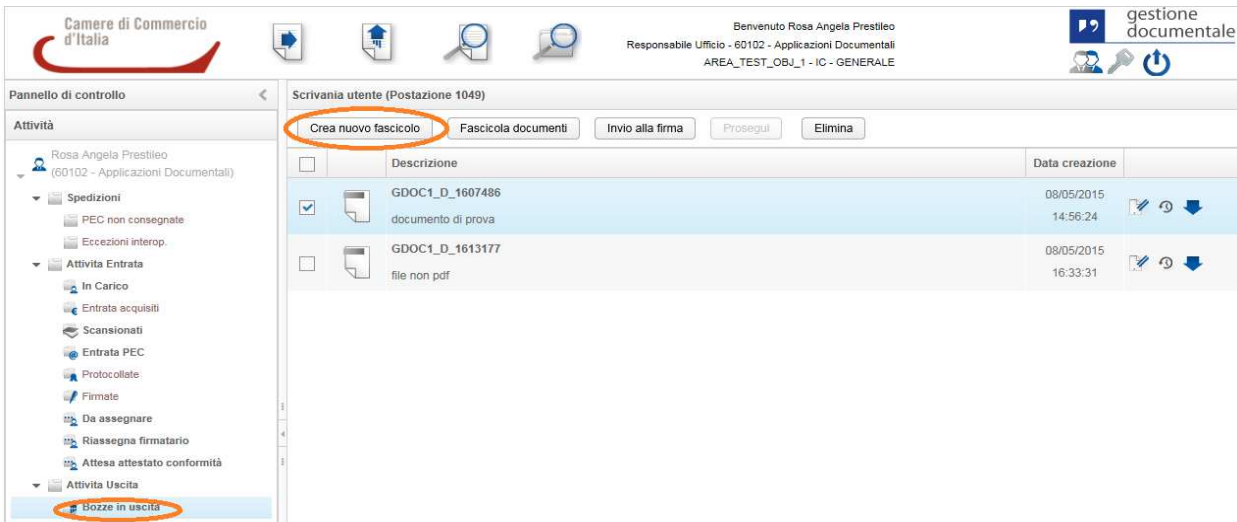 Camere di Commercio
d'Italia
Benvenuto Rosa Angela Prestileo
Responsabile Ufficio - 60102 - Applicazioni Documentali
AREA_TEST_OBJ_1 - IC - GENERALE
gestione
documentale
Pannello di controllo
Attività
Rosa Angela Prestileo
(60102 - Applicazioni Documentali)
Spedizioni
PEC non consegnate
Eccezioni interop.
Attivita Entrata
In Carico
Entrata acquisiti
Scansionati
Entrata PEC
Protocollate
Firmate
Da assegnare
Riassegna firmatario
Attesa attestato conformità
Attivita Uscita
Bozze in uscita
Scrivania utente (Postazione 1049)
Crea nuovo fascicolo Fascicola documenti Invio alla firma Prosegui Elimina
Descrizione Data creazione
GDOC1_D_1607486 08/05/2015
documento di prova 14:56:24
GDOC1_D_1613177 08/05/2015
file non pdf 16:33:31